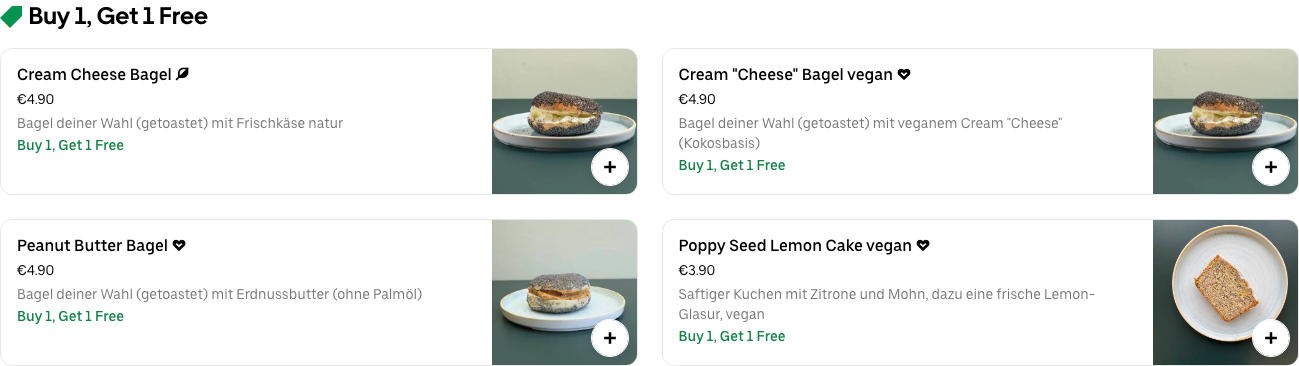 Buy 1, Get 1 Free
Cream Cheese Bagel
€4.90
Bagel deiner Wahl (getoastet) mit Frischkäse natur
Buy 1, Get 1 Free
Cream "Cheese" Bagel vegan
€4.90
Bagel deiner Wahl (getoastet) mit veganem Cream "Cheese"
(Kokosbasis)
Buy 1, Get 1 Free
Peanut Butter Bagel
€4.90
Bagel deiner Wahl (getoastet) mit Erdnussbutter (ohne Palmöl)
Buy 1, Get 1 Free
Poppy Seed Lemon Cake vegan
€3.90
Saftiger Kuchen mit Zitrone und Mohn, dazu eine frische Lemon-
Glasur, vegan
Buy 1, Get 1 Free